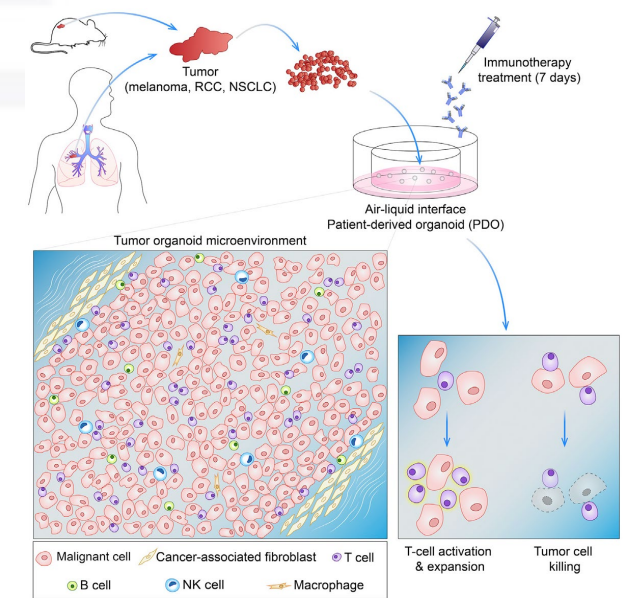 Tumor
(melanoma, RCC, NSCLC)
Immunotherapy
treatment (7 days)
Air-liquid interface
Patient-derived organoid (PDO)
Tumor organoid microenvironment
Malignant cell
Cancer-associated fibroblast
T cell
B cell
NK cell
Macrophage
T-cell activation
& expansion
Tumor cell
killing